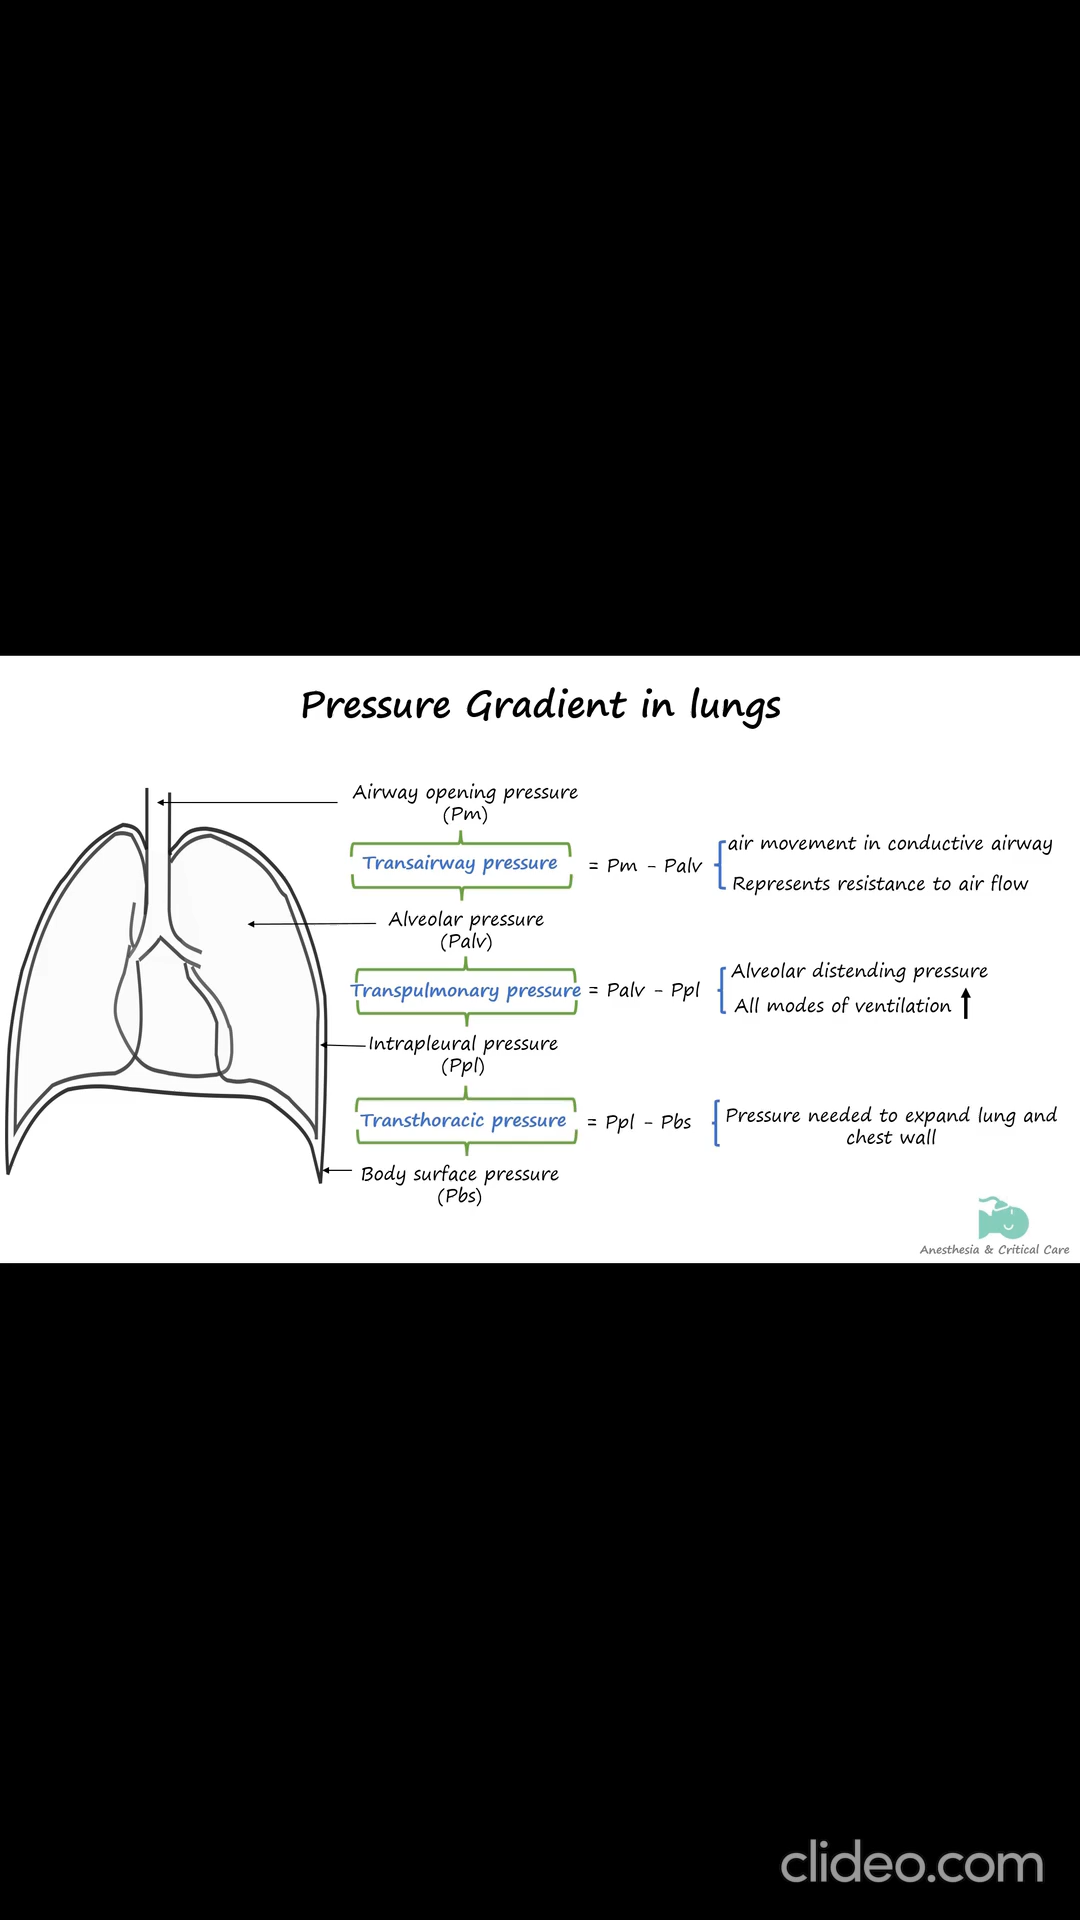 Pressure Gradient in lungs
Airway opening pressure
(Pm)
Transairway pressure = Pm - Palv
air movement in conductive airway
Represents resistance to air flow
Alveolar pressure
(Palv)
Transpulmonary pressure = Palv - Ppl
Alveolar distending pressure
All modes of ventilation
Intrapleural pressure
(Ppl)
Transthoracic pressure = Ppl - Pbs
Pressure needed to expand lung and
chest wall
Body surface pressure
(Pbs)
Anesthesia & Critical Care
clideo.com